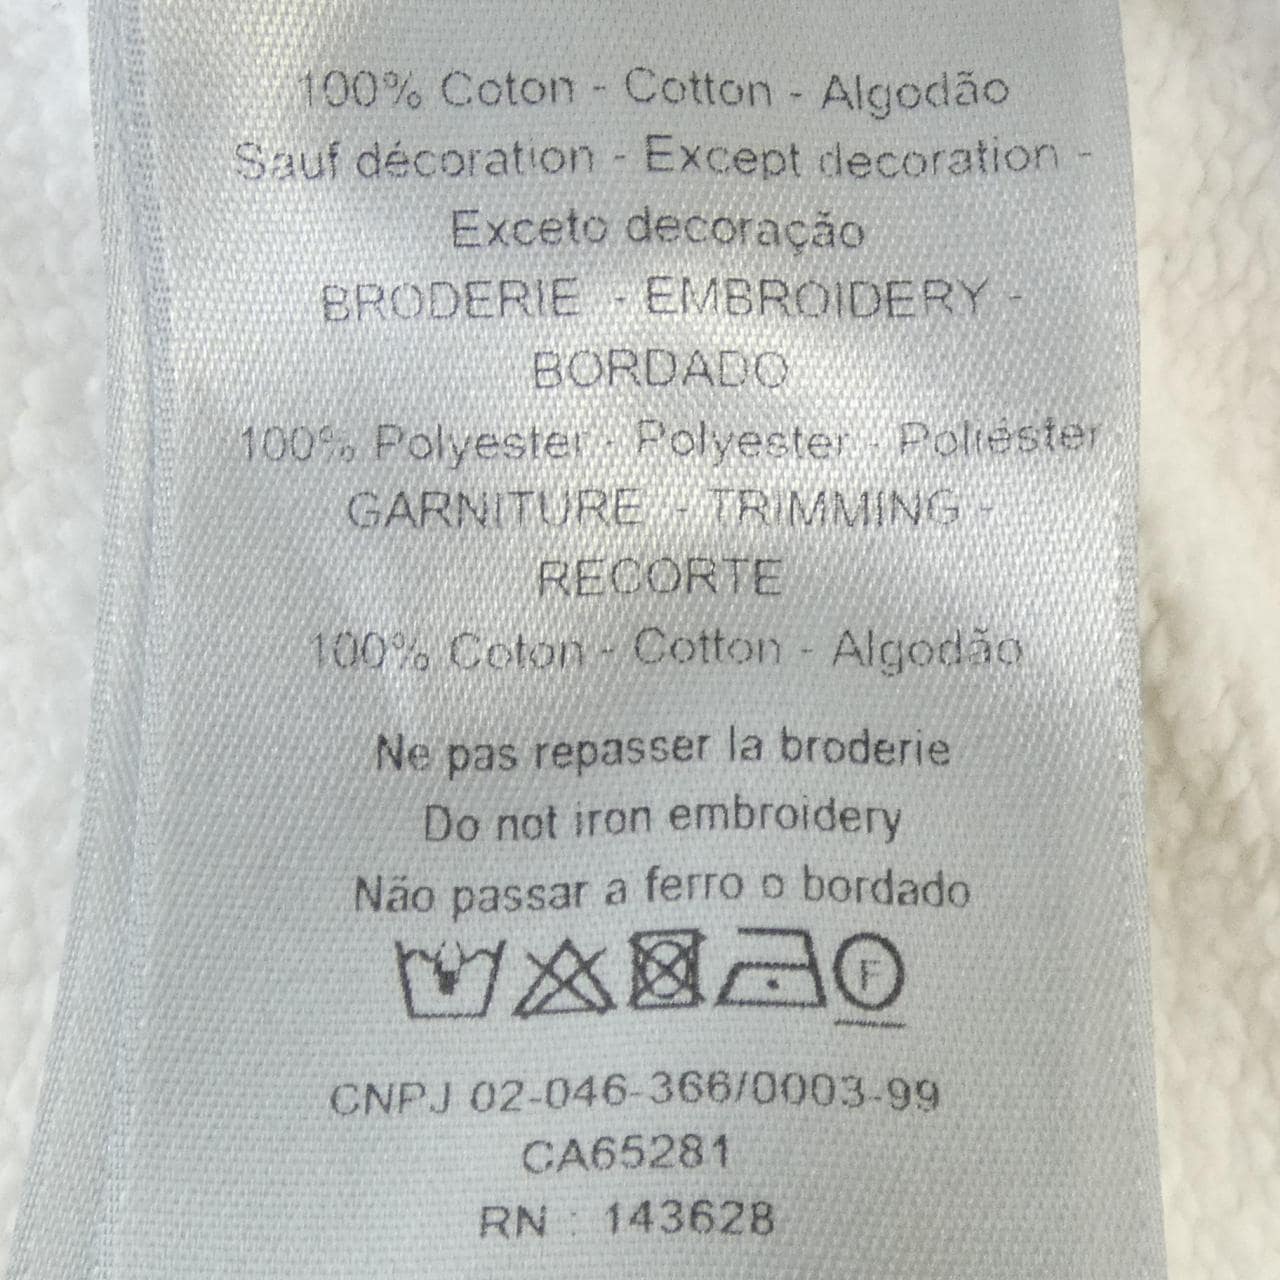 100% Coton - Cotton - Algodão
Sauf décoration - Except decoration -
Exceto decoração
BRODERIE - EMBROIDERY -
BORDADO
100% Polyester - Polyester - Poliéster
GARNITURE - TRIMMING -
RECORTE
100% Coton - Cotton - Algodão
Ne pas repasser la broderie
Do not iron embroidery
Não passar a ferro o bordado
F
CNPJ 02-046-366/0003-99
CA65281
RN : 143628